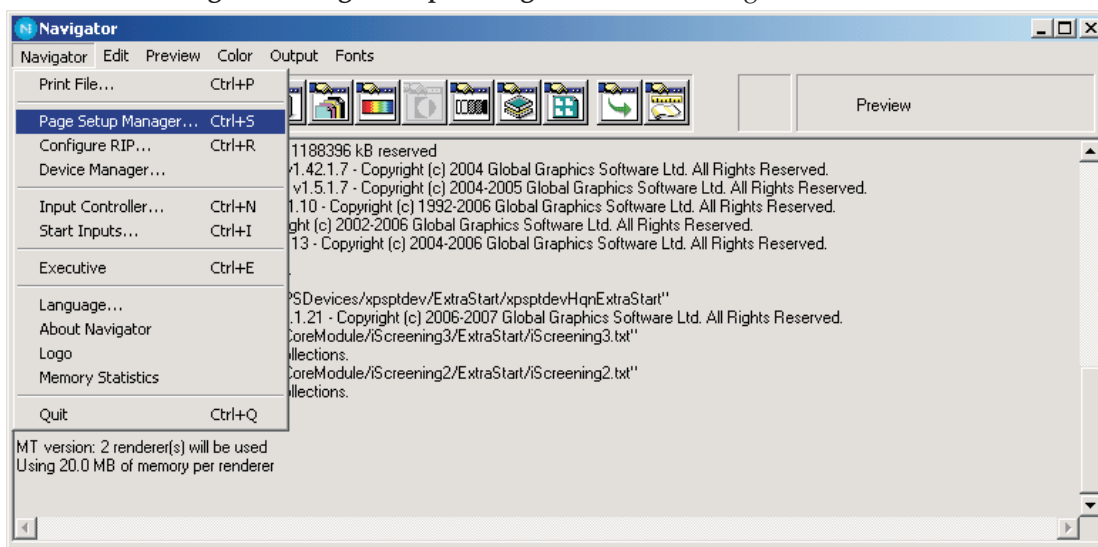 Navigator
Navigator Edit Preview Color Output Fonts
Print File... Ctrl+P
Page Setup Manager... Ctrl+S
Configure RIP... Ctrl+R
Device Manager...
Input Controller... Ctrl+N
Start Inputs... Ctrl+I
Executive Ctrl+E
Language...
About Navigator
Logo
Memory Statistics
Quit Ctrl+Q
Preview
1188396 kB reserved
v1.42.1.7 - Copyright (c) 2004 Global Graphics Software Ltd. All Rights Reserved.
v1.5.1.7 - Copyright (c) 2004-2005 Global Graphics Software Ltd. All Rights Reserved.
1.10 - Copyright (c) 1992-2006 Global Graphics Software Ltd. All Rights Reserved.
ght (c) 2002-2006 Global Graphics Software Ltd. All Rights Reserved.
13 - Copyright (c) 2004-2006 Global Graphics Software Ltd. All Rights Reserved.
PSDevices/xpsptdev/ExtraStart/xpsptdevHqnExtraStart"
.1.21 - Copyright (c) 2006-2007 Global Graphics Software Ltd. All Rights Reserved.
CoreModule/iScreening3/ExtraStart/iScreening3.txt"
llections.
CoreModule/iScreening2/ExtraStart/iScreening2.txt"
llections.
MT version: 2 renderer(s) will be used
Using 20.0 MB of memory per renderer